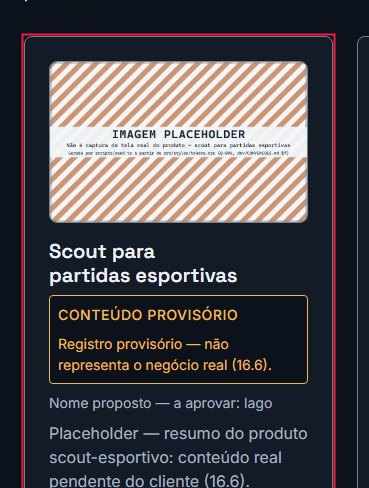 IMAGEM PLACEHOLDER
Não é captura de tela real do produto — scout para partidas esportivas
Scout para
partidas esportivas
CONTEÚDO PROVISÓRIO
Registro provisório — não
representa o negócio real (16.6).
Nome proposto — a aprovar: Iago
Placeholder — resumo do produto
scout-esportivo: conteúdo real
pendente do cliente (16.6).